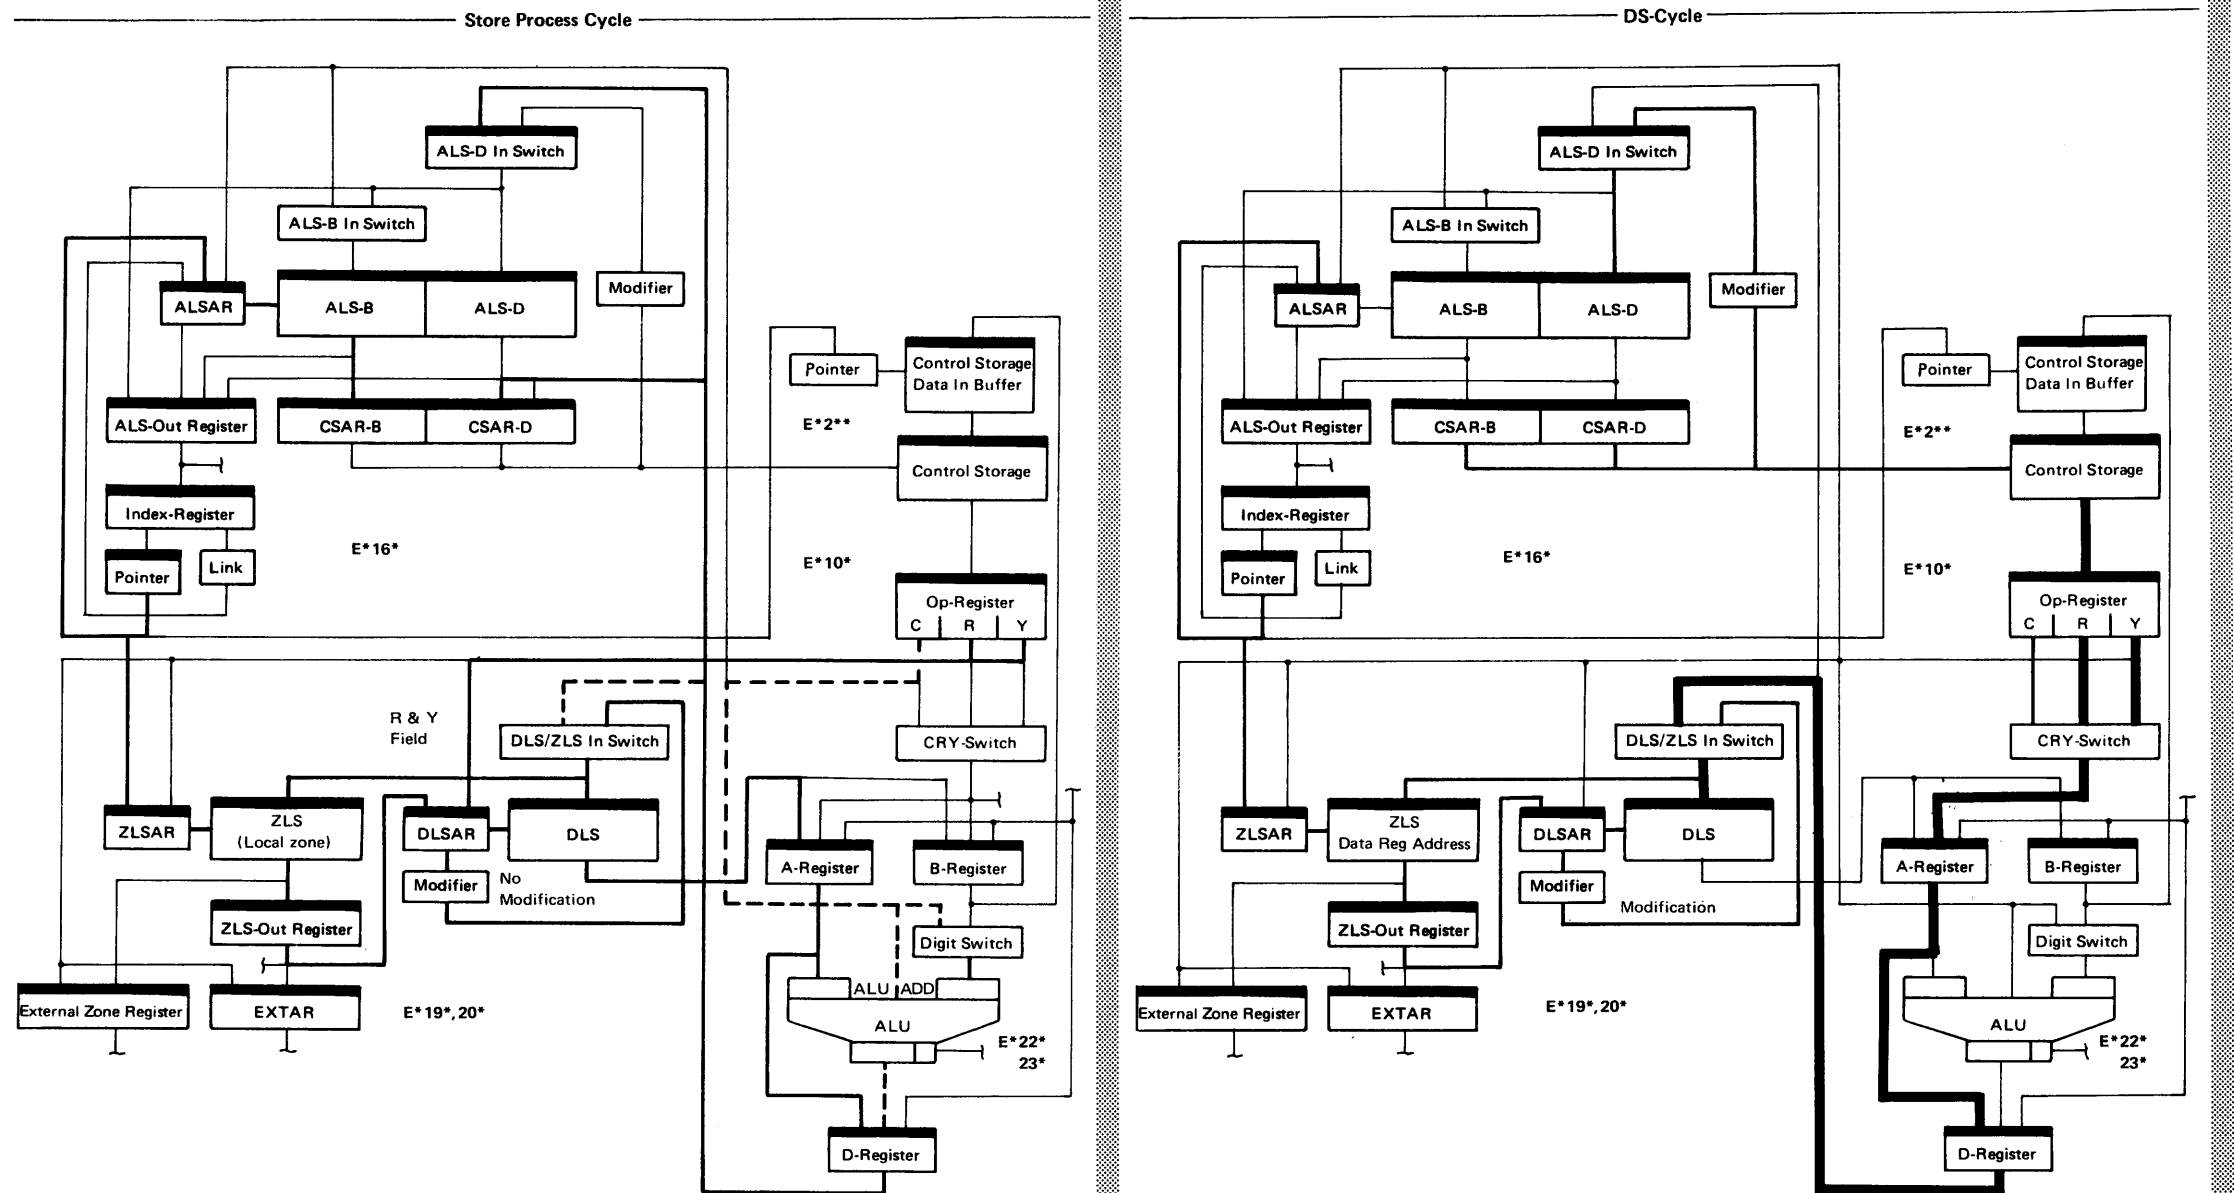 Store Process Cycle
ALS-D In Switch
ALS-B In Switch
Modifier
ALSAR
ALS-B
ALS-D
Pointer
Control Storage
Data In Buffer
ALS-Out Register
CSAR-B
CSAR-D
E*2**
Control Storage
Index-Register
E*16*
E*10*
Pointer
Link
Op-Register
C
R
Y
R & Y
Field
DLS/ZLS In Switch
CRY-Switch
ZLSAR
ZLS
(Local zone)
DLSAR
DLS
A-Register
B-Register
Modifier
No
Modification
ZLS-Out Register
Digit Switch
ALU
ADD
External Zone Register
EXTAR
E*19*,20*
ALU
E*22*
23*
D-Register
DS-Cycle
ALS-D In Switch
ALS-B In Switch
Modifier
ALSAR
ALS-B
ALS-D
Pointer
Control Storage
Data In Buffer
ALS-Out Register
CSAR-B
CSAR-D
E*2**
Control Storage
Index-Register
E*16*
E*10*
Pointer
Link
Op-Register
C
R
Y
DLS/ZLS In Switch
CRY-Switch
ZLSAR
ZLS
Data Reg Address
DLSAR
DLS
A-Register
B-Register
Modifier
Modification
ZLS-Out Register
Digit Switch
External Zone Register
EXTAR
E*19*,20*
ALU
E*22*
23*
D-Register